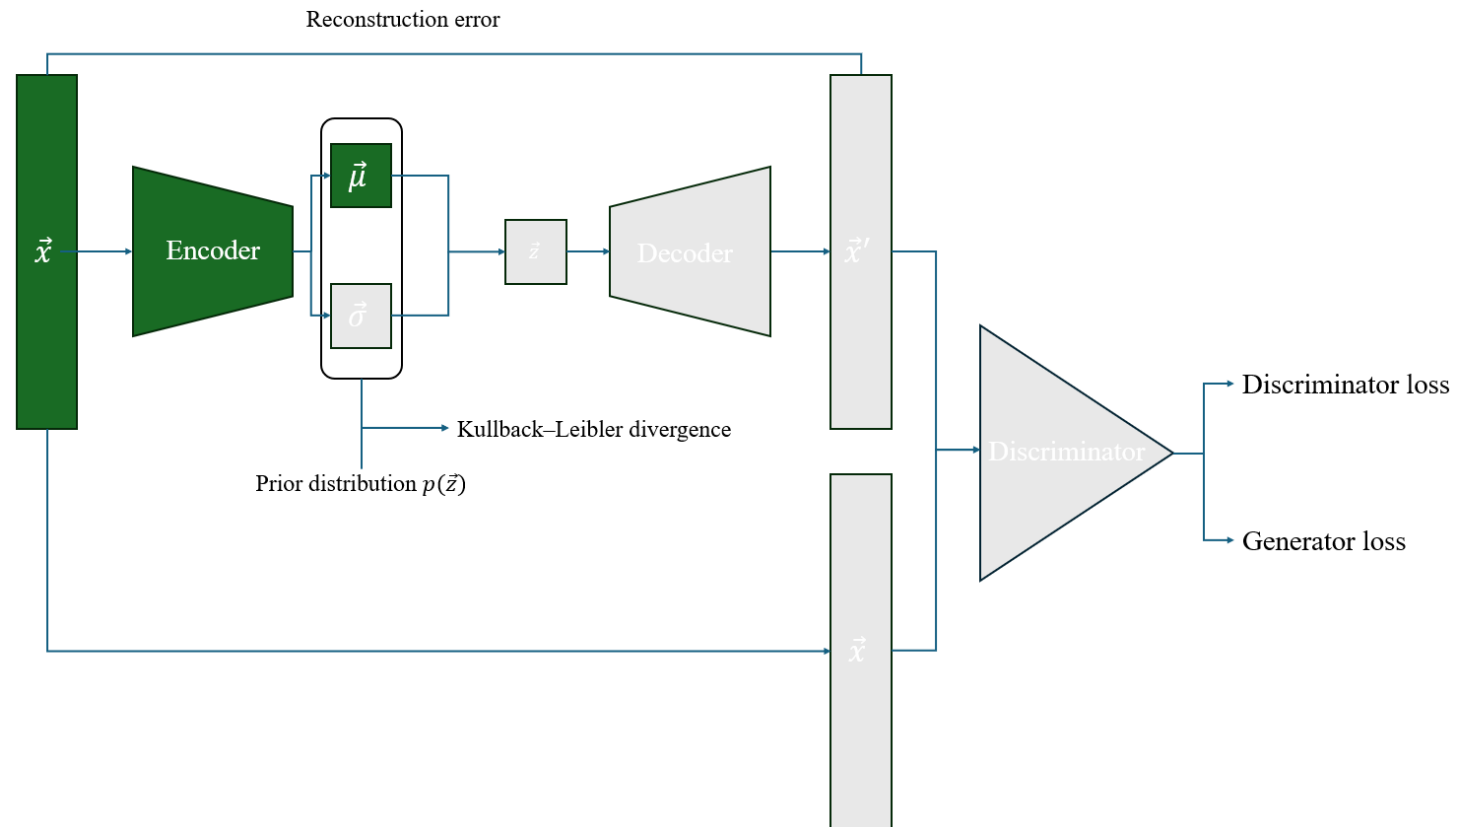 Reconstruction error
x⃗
Encoder
μ⃗
σ⃗
z⃗
Decoder
x⃗′
Kullback–Leibler divergence
Prior distribution p(z⃗)
Discriminator
Discriminator loss
Generator loss
x⃗